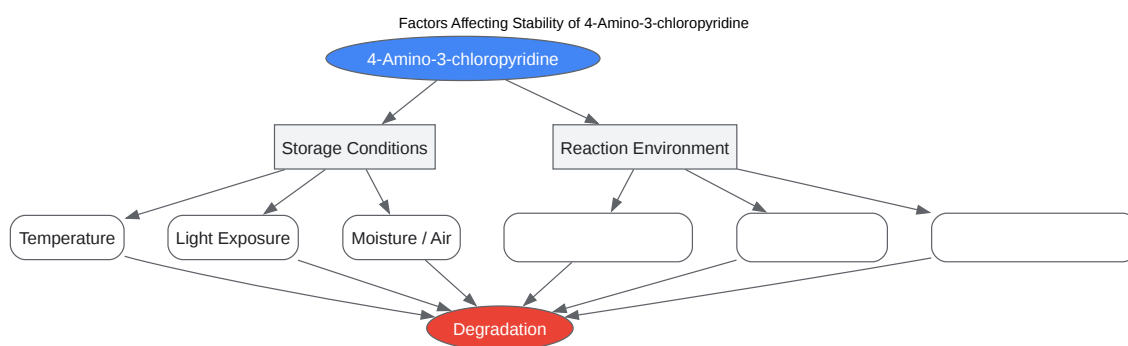 Factors Affecting Stability of 4-Amino-3-chloropyridine
4-Amino-3-chloropyridine
Storage Conditions
Reaction Environment
Temperature
Light Exposure
Moisture / Air
Degradation